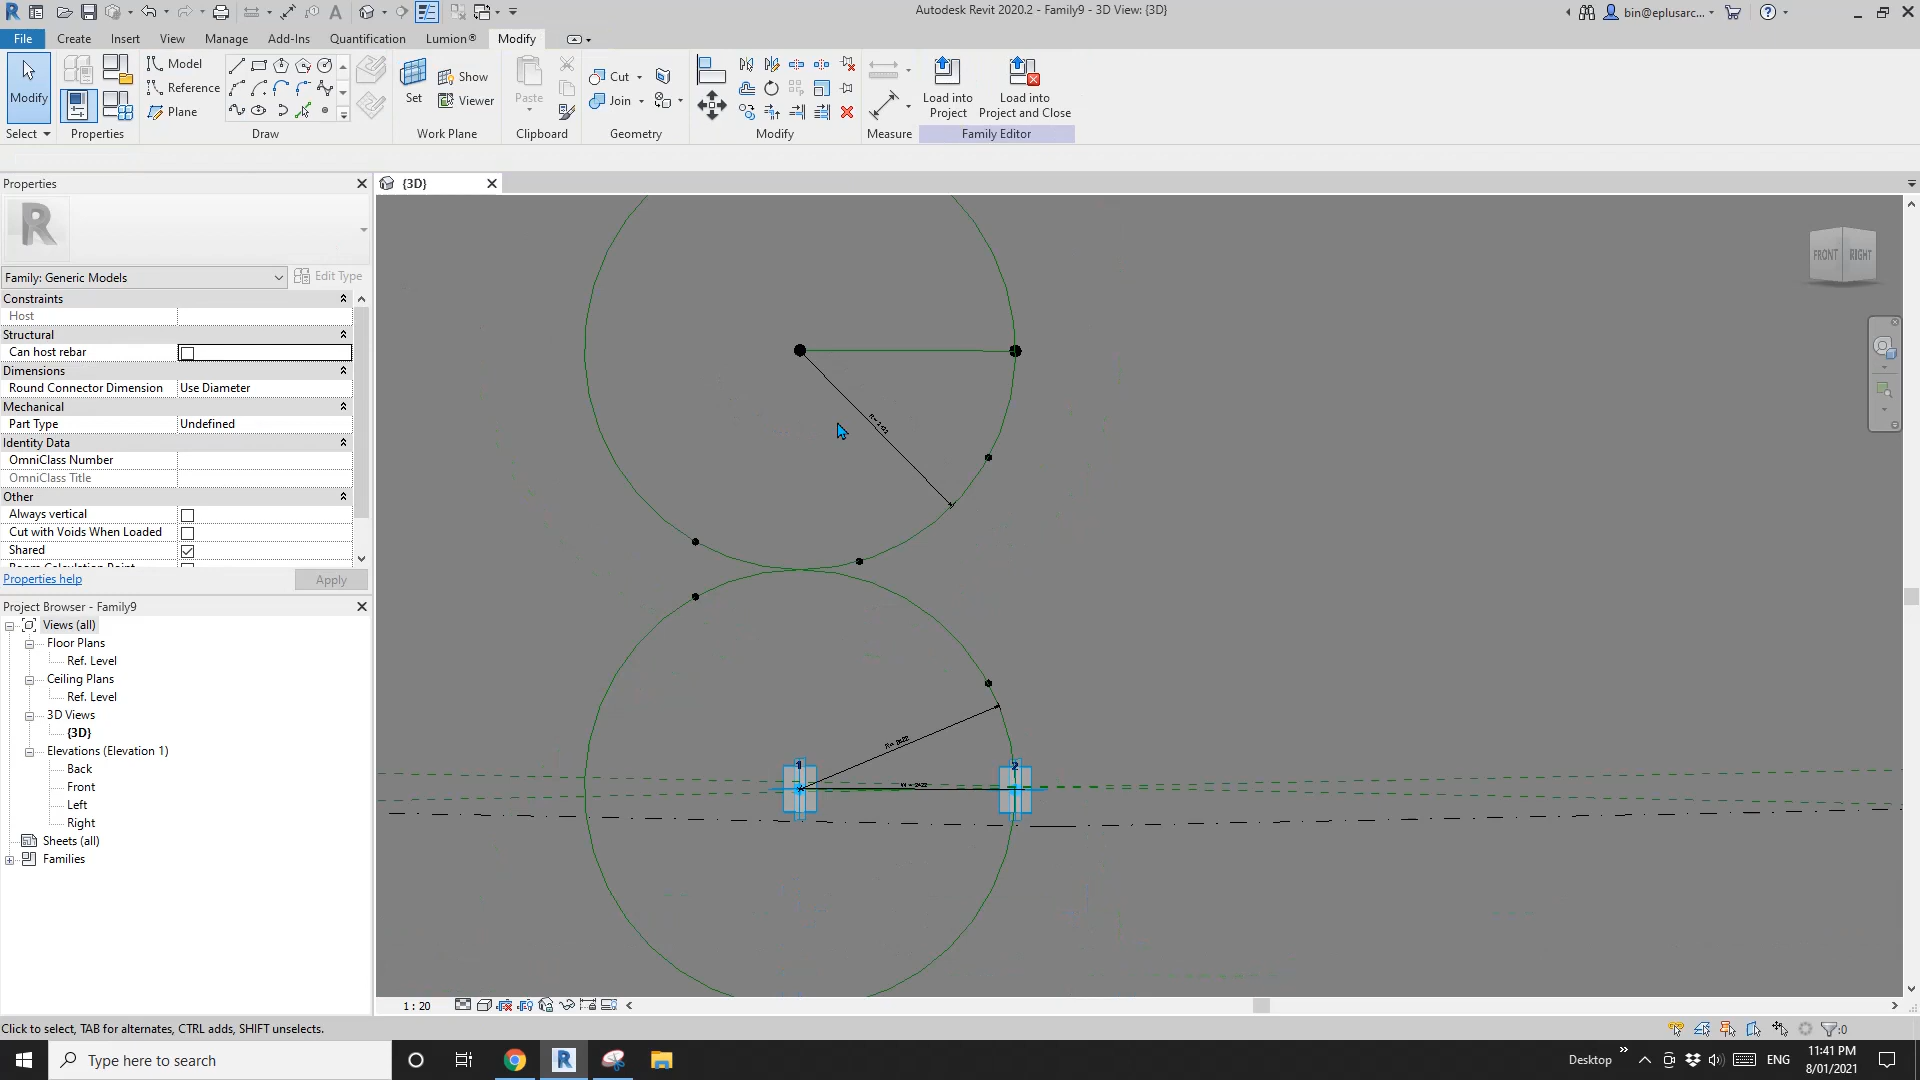 Autodesk Revit 2020.2 - Family9 - 3D View: {3D}
bin@eplusarc...
File Create Insert View Manage Add-Ins Quantification Lumion® Modify
Modify
Select
Properties
Model
Reference
Plane
Draw
Set
Show
Viewer
Work Plane
Paste
Clipboard
Cut
Join
Geometry
Modify
Measure
Load into
Project
Load into
Project and Close
Family Editor
Properties
R
Family: Generic Models
Edit Type
Constraints
Host
Structural
Can host rebar
Dimensions
Round Connector Dimension Use Diameter
Mechanical
Part Type Undefined
Identity Data
OmniClass Number
OmniClass Title
Other
Always vertical
Cut with Voids When Loaded
Shared
Room Calculation Point
Properties help
Apply
Project Browser - Family9
Views (all)
Floor Plans
Ref. Level
Ceiling Plans
Ref. Level
3D Views
{3D}
Elevations (Elevation 1)
Back
Front
Left
Right
Sheets (all)
Families
{3D}
FRONT RIGHT
1
2
1 : 20
Click to select, TAB for alternates, CTRL adds, SHIFT unselects.
:0
Type here to search
Desktop
ENG
11:41 PM
8/01/2021